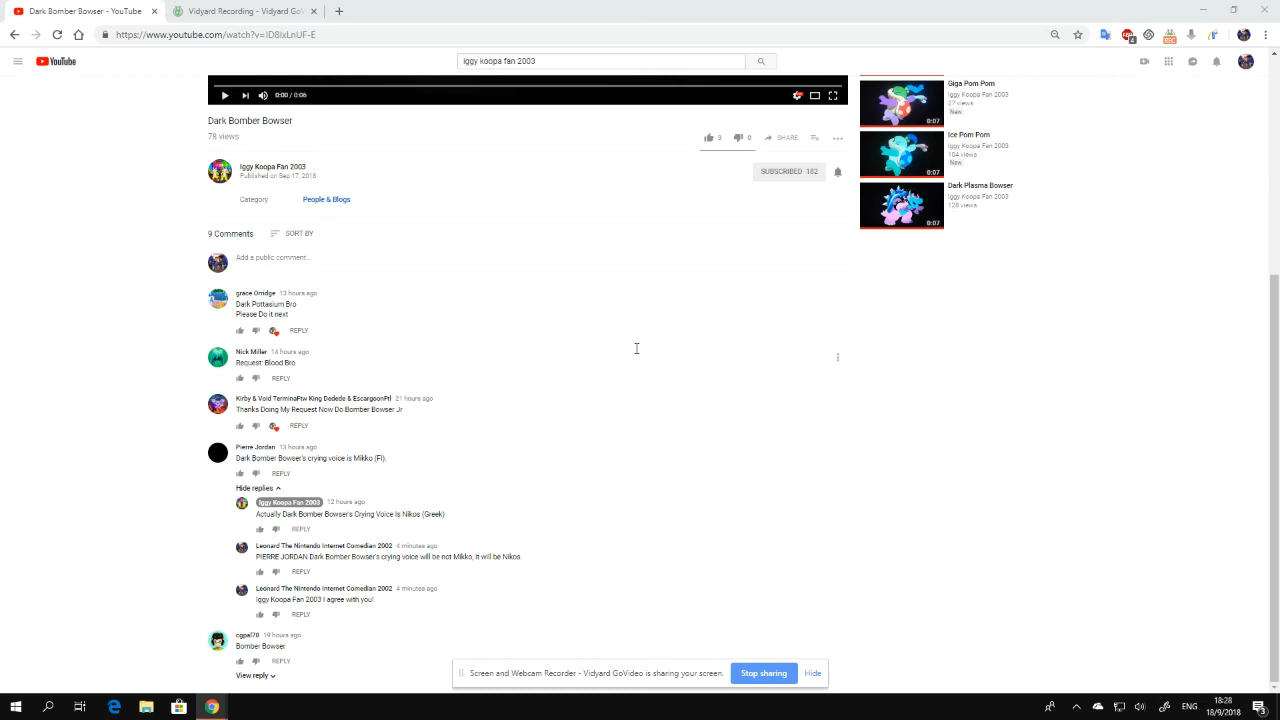 Dark Bomber Bowser - YouTube
Vidyard Recording - Vidyard GoV
https://www.youtube.com/watch?v=ID8lxLnUF-E
4
REC
YouTube
iggy koopa fan 2003
0:00 / 0:06
Dark Bomber Bowser
78 views
3
0
SHARE
Iggy Koopa Fan 2003
Published on Sep 17, 2018
SUBSCRIBED 182
Category
People & Blogs
9 Comments
SORT BY
Add a public comment...
grace Orridge 13 hours ago
Dark Pottasium Bro
Please Do it next
REPLY
Nick Miller 14 hours ago
Request: Blood Bro
REPLY
Kirby & Void TerminaFtw King Dedede & EscargoonFtl 21 hours ago
Thanks Doing My Request Now Do Bomber Bowser Jr
REPLY
Pierre Jordan 13 hours ago
Dark Bomber Bowser's crying voice is Mikko (FI).
REPLY
Hide replies
Iggy Koopa Fan 2003 12 hours ago
Actually Dark Bomber Bowser's Crying Voice Is Nikos (Greek)
REPLY
Leonard The Nintendo Internet Comedian 2002 4 minutes ago
PIERRE JORDAN Dark Bomber Bowser's crying voice will be not Mikko, it will be Nikos.
REPLY
Leonard The Nintendo Internet Comedian 2002 4 minutes ago
Iggy Koopa Fan 2003 I agree with you!
REPLY
cgpal78 19 hours ago
Bomber Bowser
REPLY
View reply
Giga Pom Pom
Iggy Koopa Fan 2003
27 views
New
0:07
Ice Pom Pom
Iggy Koopa Fan 2003
104 views
New
0:07
Dark Plasma Bowser
Iggy Koopa Fan 2003
128 views
0:07
Screen and Webcam Recorder - Vidyard GoVideo is sharing your screen.
Stop sharing
Hide
ENG
18:28
18/9/2018
3